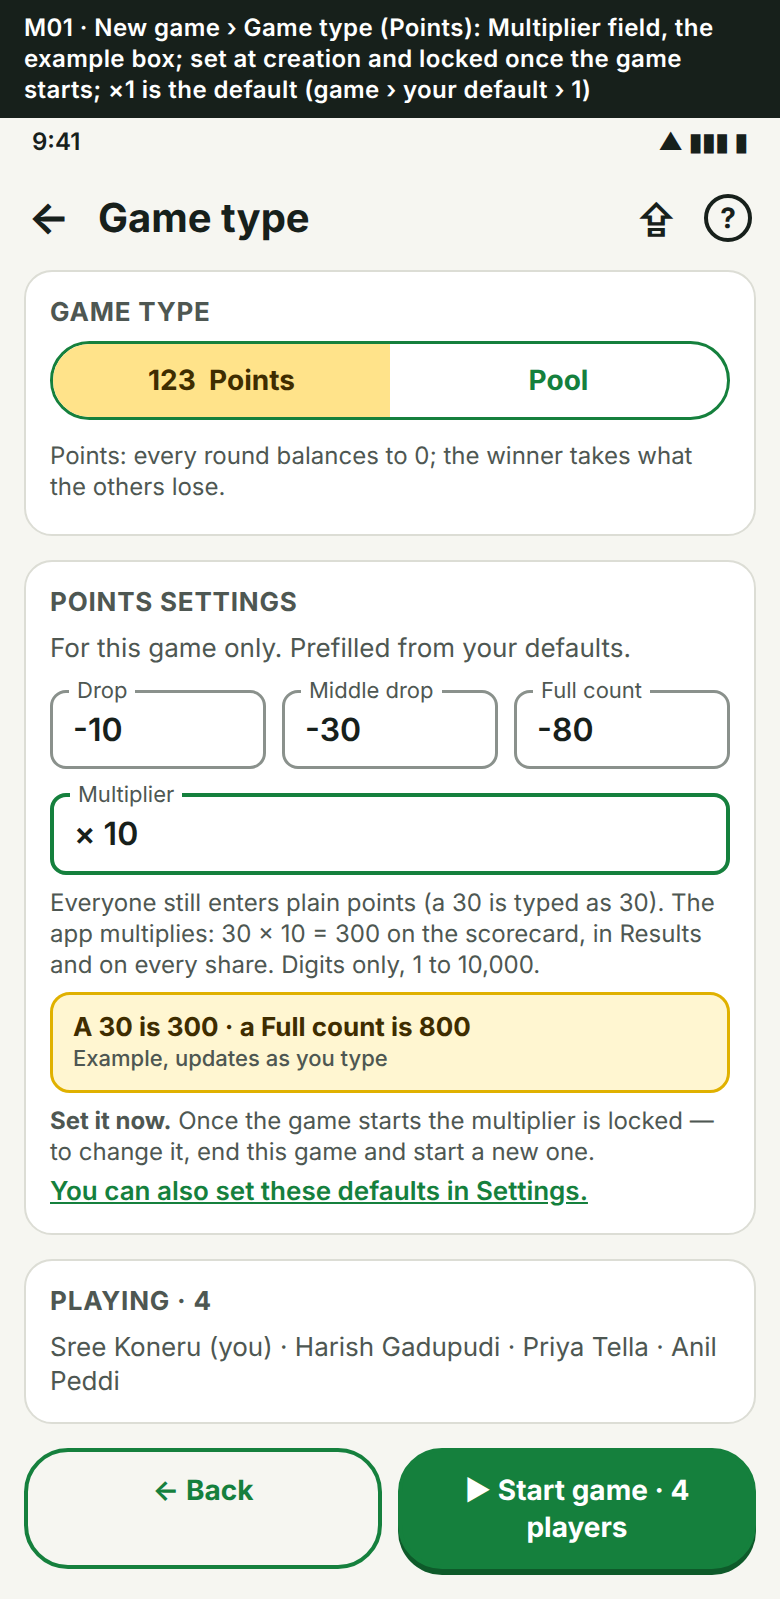 M01 · New game › Game type (Points): Multiplier field, the
example box; set at creation and locked once the game
starts; ×1 is the default (game › your default › 1)
9:41
← Game type ?
GAME TYPE
123 Points Pool
Points: every round balances to 0; the winner takes what
the others lose.
POINTS SETTINGS
For this game only. Prefilled from your defaults.
Drop Middle drop Full count
-10 -30 -80
Multiplier
× 10
Everyone still enters plain points (a 30 is typed as 30). The
app multiplies: 30 × 10 = 300 on the scorecard, in Results
and on every share. Digits only, 1 to 10,000.
A 30 is 300 · a Full count is 800
Example, updates as you type
Set it now. Once the game starts the multiplier is locked —
to change it, end this game and start a new one.
You can also set these defaults in Settings.
PLAYING · 4
Sree Koneru (you) · Harish Gadupudi · Priya Tella · Anil
Peddi
← Back
▶ Start game · 4
players